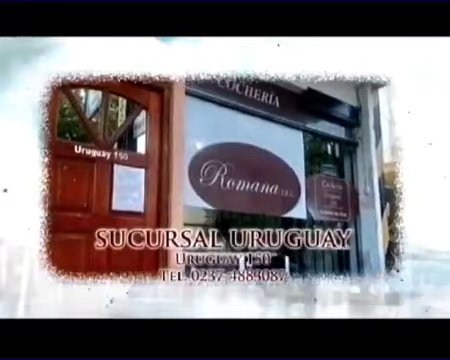 COCHERÍA
Uruguay 150
Romana S.R.L.
SUCURSAL URUGUAY
URUGUAY 150
TEL. 0237-4883087